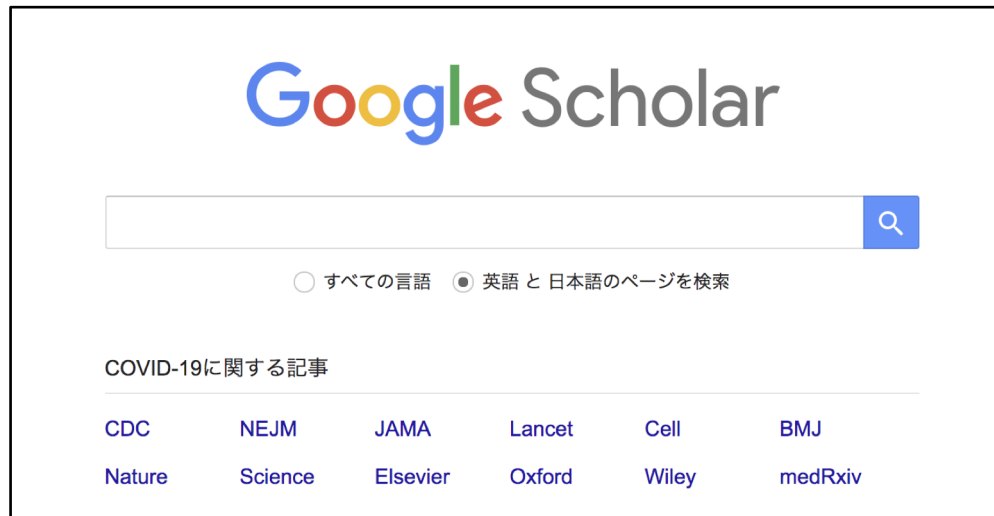 Google Scholar
すべての言語 英語 と 日本語のページを検索
COVID-19に関する記事
CDC NEJM JAMA Lancet Cell BMJ
Nature Science Elsevier Oxford Wiley medRxiv